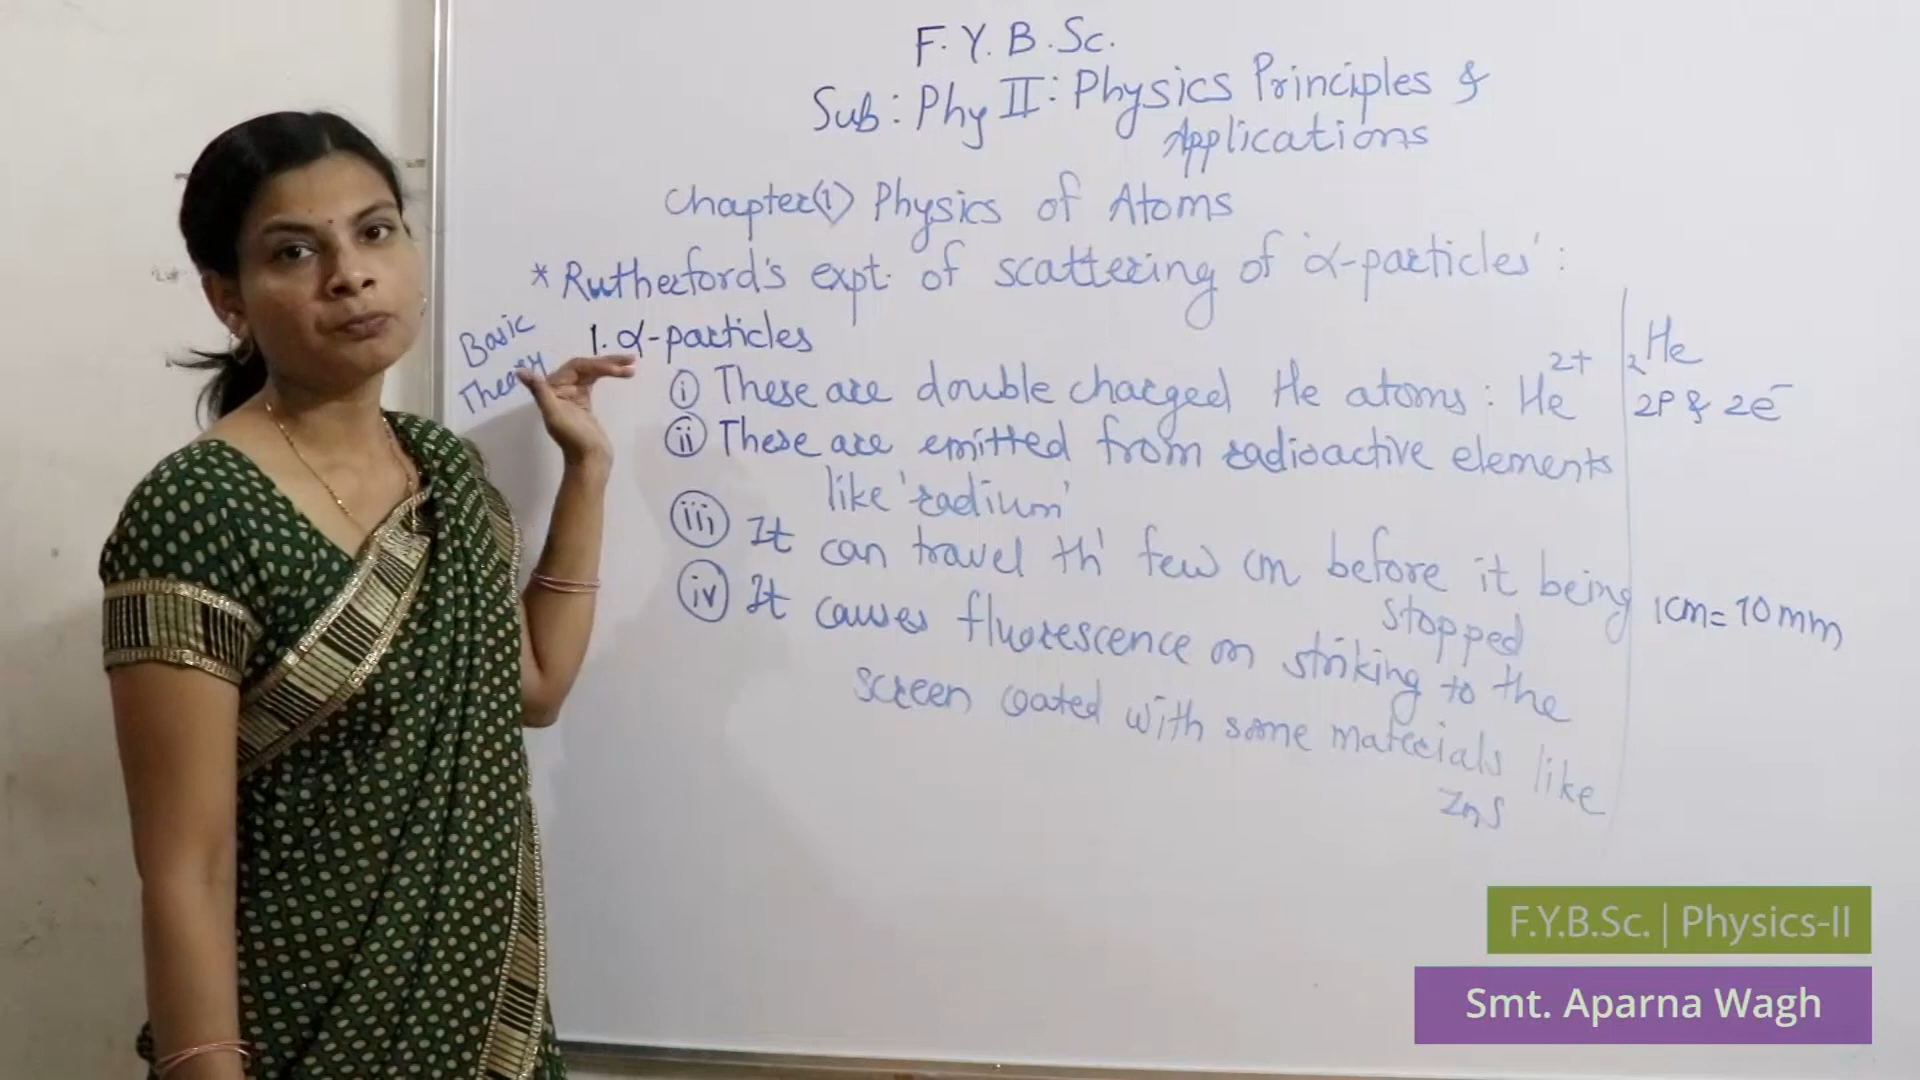 F.Y.B.Sc.
Sub: Phy II: Physics Principles &
Applications
Chapter(1) Physics of Atoms
* Rutherford's expt. of scattering of 'α-particles':
Basic
Theory
1. α-particles
(i) These are double charged He atoms: He²⁺
(ii) These are emitted from radioactive elements
like 'radium'
(iii) It can travel th' few cm before it being
stopped
(iv) It causes fluorescence on striking to the
screen coated with some materials like
ZnS
₂He
2P & 2e⁻
1cm = 10mm
F.Y.B.Sc. | Physics-II
Smt. Aparna Wagh